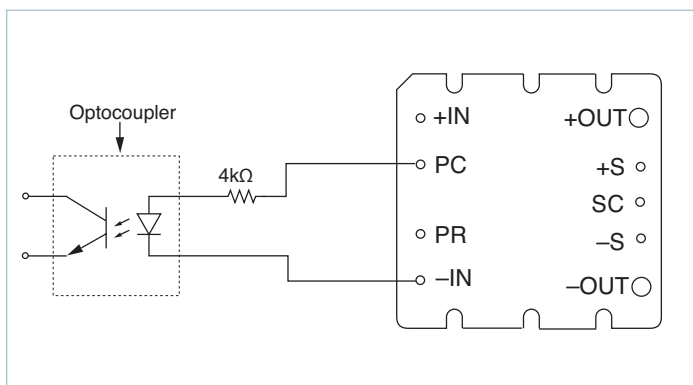 Optocoupler
4kΩ
+IN
PC
PR
–IN
+OUT
+S
SC
–S
–OUT